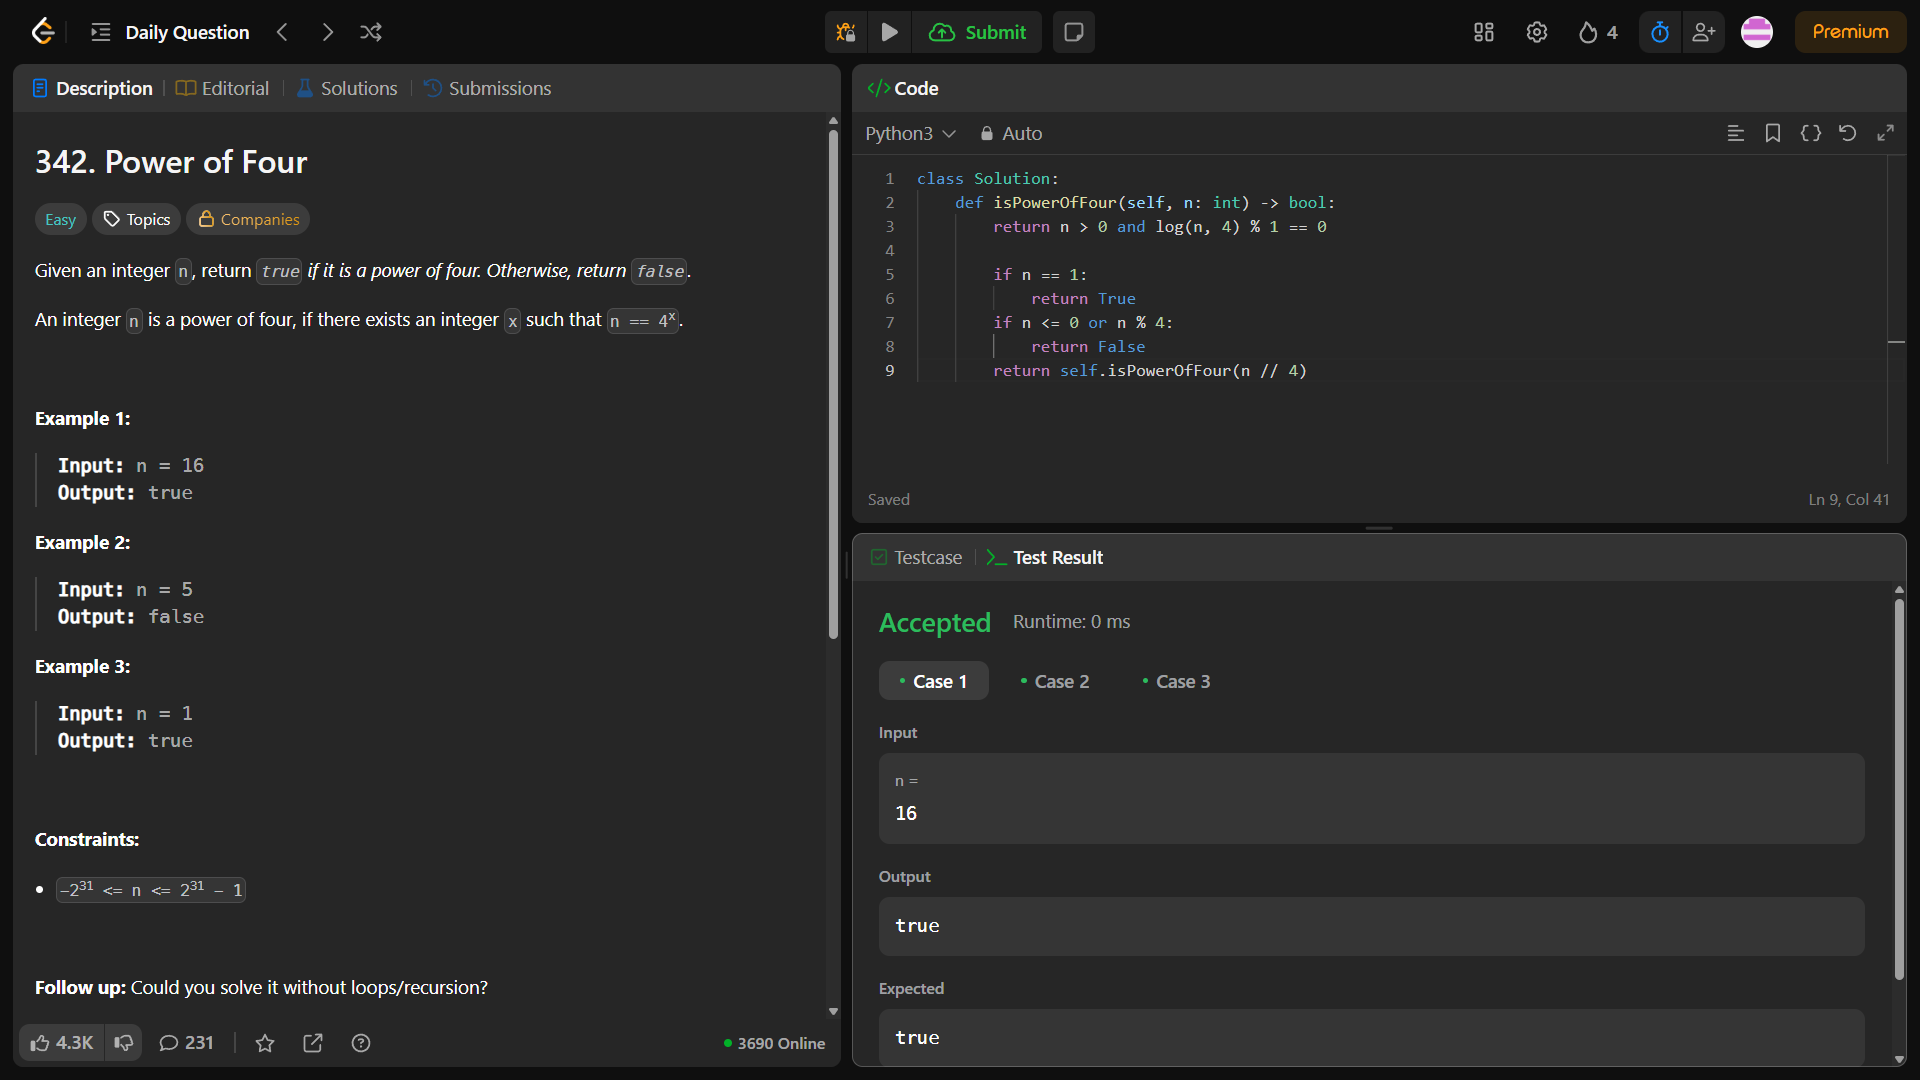 Daily Question
Submit
4
Premium
Description
Editorial
Solutions
Submissions
342. Power of Four
Easy
Topics
Companies
Given an integer n, return true if it is a power of four. Otherwise, return false.
An integer n is a power of four, if there exists an integer x such that n == 4ˣ.
Example 1:
Input: n = 16
Output: true
Example 2:
Input: n = 5
Output: false
Example 3:
Input: n = 1
Output: true
Constraints:
• -2³¹ <= n <= 2³¹ - 1
Follow up: Could you solve it without loops/recursion?
4.3K
231
3690 Online
</> Code
Python3
Auto
1 class Solution:
2     def isPowerOfFour(self, n: int) -> bool:
3         return n > 0 and log(n, 4) % 1 == 0
4
5         if n == 1:
6             return True
7         if n <= 0 or n % 4:
8             return False
9         return self.isPowerOfFour(n // 4)
Saved
Ln 9, Col 41
Testcase
>_ Test Result
Accepted
Runtime: 0 ms
• Case 1
• Case 2
• Case 3
Input
n =
16
Output
true
Expected
true